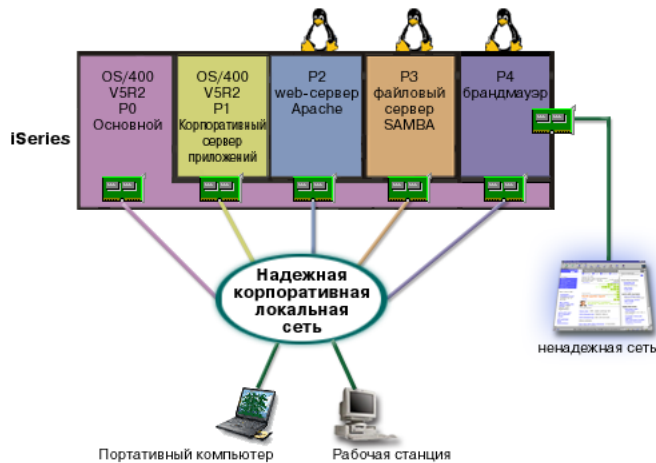 iSeries
OS/400
V5R2
P0
Основной
OS/400
V5R2
P1
Корпоративный
сервер
приложений
P2
web-сервер
Apache
P3
файловый
сервер
SAMBA
P4
брандмауэр
Надежная
корпоративная
локальная
сеть
ненадежная сеть
Портативный компьютер
Рабочая станция